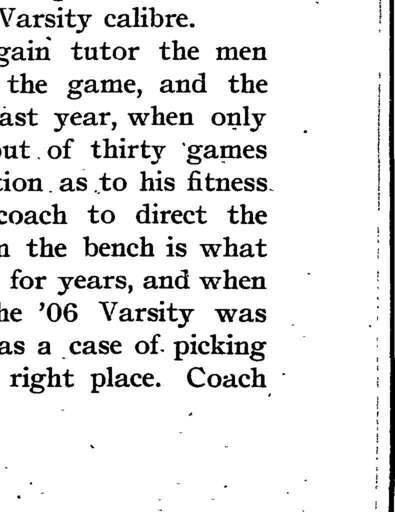 Varsity calibre.
gain tutor the men
the game, and the
ast year, when only
out of thirty games
tion as to his fitness
coach to direct the
n the bench is what
for years, and when
he '06 Varsity was
as a case of picking
right place. Coach